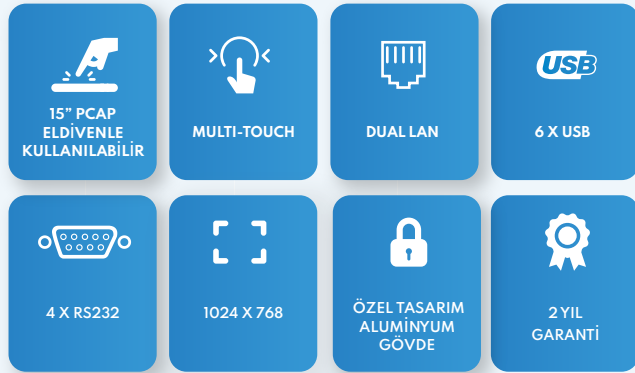 15” PCAP
ELDİVENLE
KULLANILABİLİR
MULTI-TOUCH
DUAL LAN
USB
6 X USB
4 X RS232
1024 X 768
ÖZEL TASARIM
ALUMİNYUM
GÖVDE
2 YIL
GARANTİ